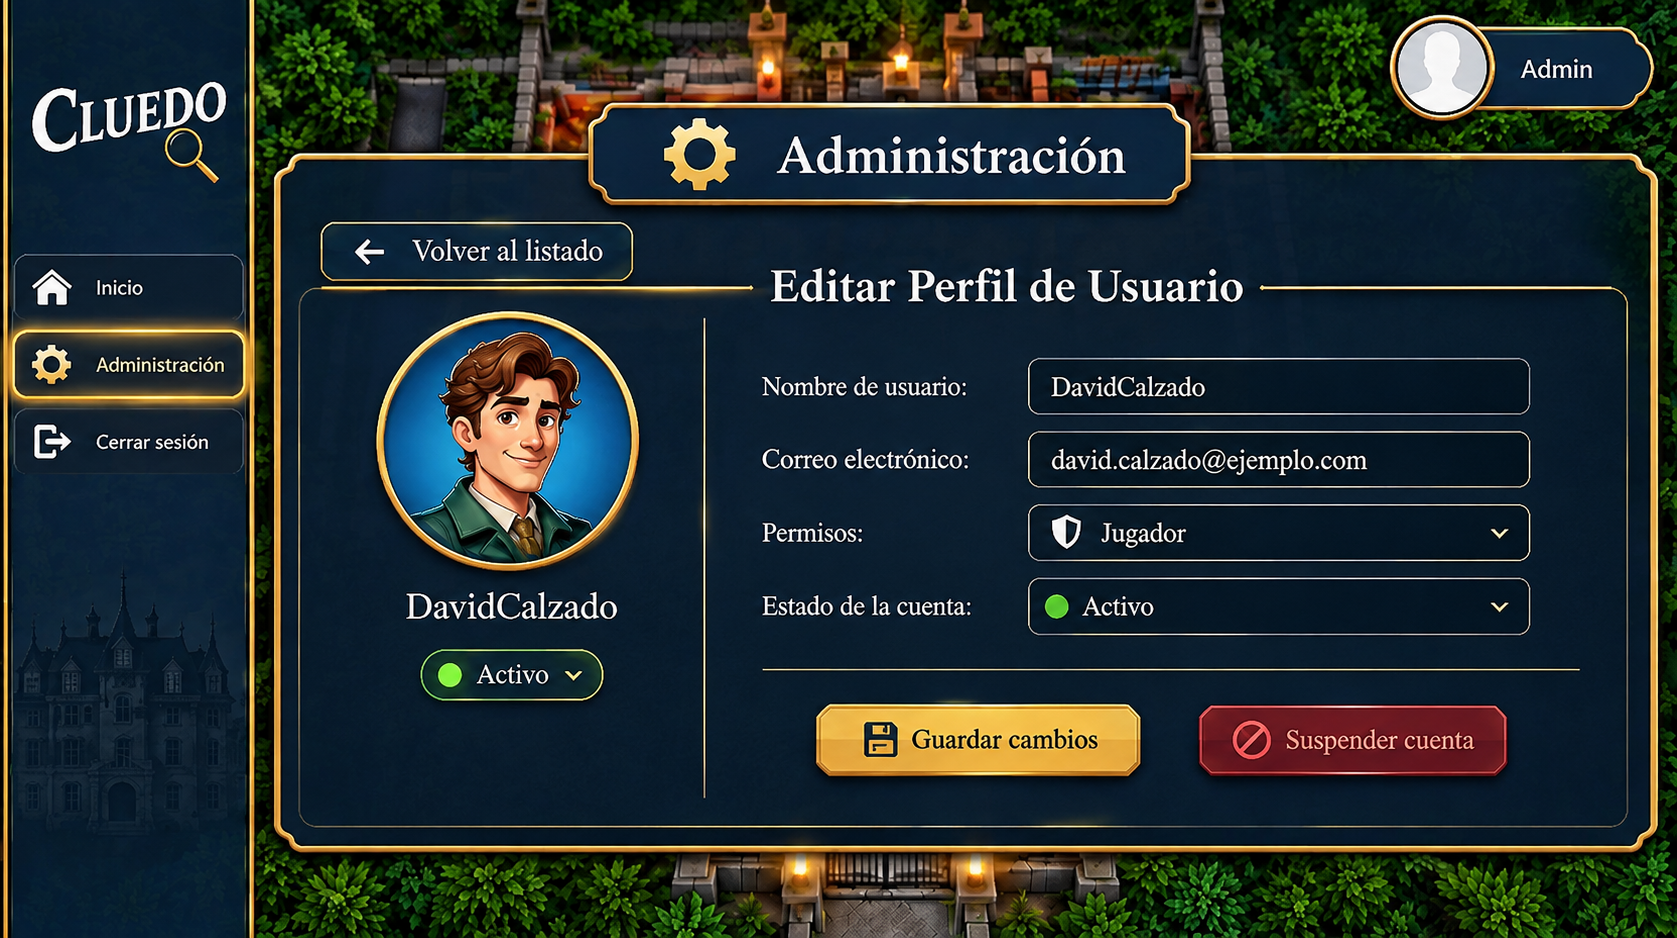 CLUEDO
Inicio
Administración
Cerrar sesión
Admin
Administración
Volver al listado
Editar Perfil de Usuario
DavidCalzado
Activo
Nombre de usuario: DavidCalzado
Correo electrónico: david.calzado@ejemplo.com
Permisos: Jugador
Estado de la cuenta: Activo
Guardar cambios
Suspender cuenta